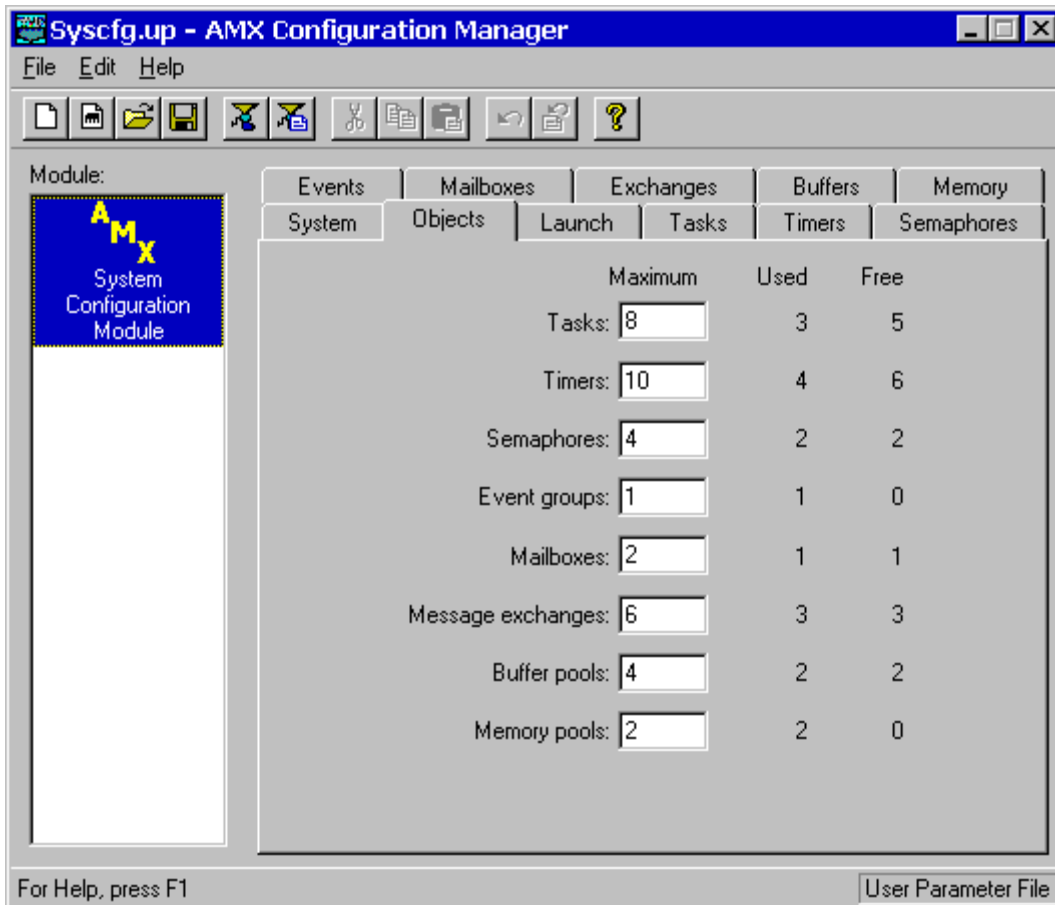 Syscfg.up - AMX Configuration Manager
File Edit Help
Module:
AMX
System
Configuration
Module
Events Mailboxes Exchanges Buffers Memory
System Objects Launch Tasks Timers Semaphores
Maximum Used Free
Tasks: 8 3 5
Timers: 10 4 6
Semaphores: 4 2 2
Event groups: 1 1 0
Mailboxes: 2 1 1
Message exchanges: 6 3 3
Buffer pools: 4 2 2
Memory pools: 2 2 0
For Help, press F1 User Parameter File